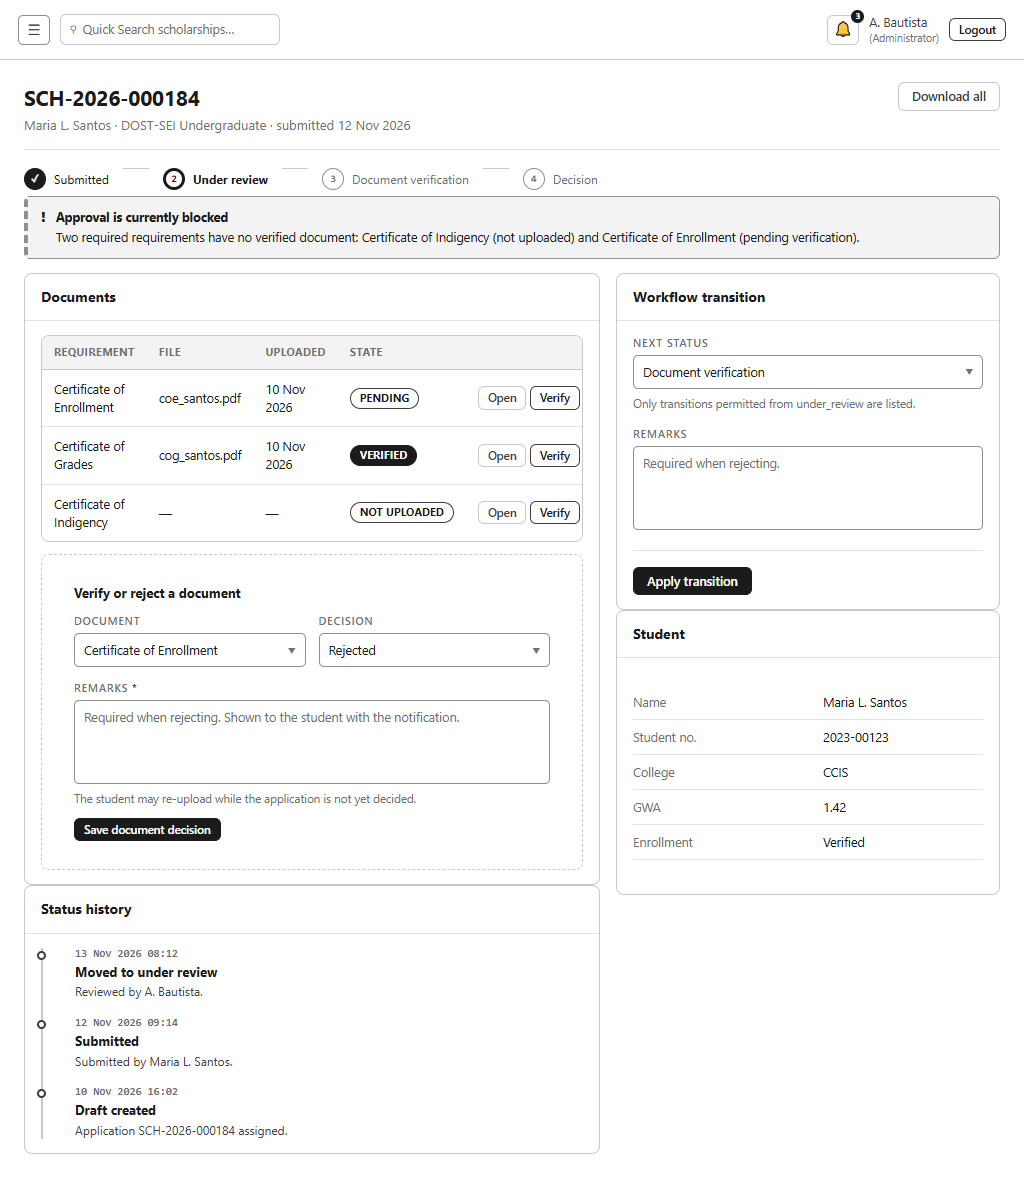 ☰
Quick Search scholarships...
3
A. Bautista
(Administrator)
Logout
SCH-2026-000184
Maria L. Santos · DOST-SEI Undergraduate · submitted 12 Nov 2026
Download all
✓ Submitted
2 Under review
3 Document verification
4 Decision
! Approval is currently blocked
Two required requirements have no verified document: Certificate of Indigency (not uploaded) and Certificate of Enrollment (pending verification).
Documents
REQUIREMENT FILE UPLOADED STATE
Certificate of Enrollment coe_santos.pdf 10 Nov 2026 PENDING Open Verify
Certificate of Grades cog_santos.pdf 10 Nov 2026 VERIFIED Open Verify
Certificate of Indigency — — NOT UPLOADED Open Verify
Verify or reject a document
DOCUMENT DECISION
Certificate of Enrollment ▼ Rejected ▼
REMARKS *
Required when rejecting. Shown to the student with the notification.
The student may re-upload while the application is not yet decided.
Save document decision
Status history
13 Nov 2026 08:12
Moved to under review
Reviewed by A. Bautista.
12 Nov 2026 09:14
Submitted
Submitted by Maria L. Santos.
10 Nov 2026 16:02
Draft created
Application SCH-2026-000184 assigned.
Workflow transition
NEXT STATUS
Document verification ▼
Only transitions permitted from under_review are listed.
REMARKS
Required when rejecting.
Apply transition
Student
Name Maria L. Santos
Student no. 2023-00123
College CCIS
GWA 1.42
Enrollment Verified